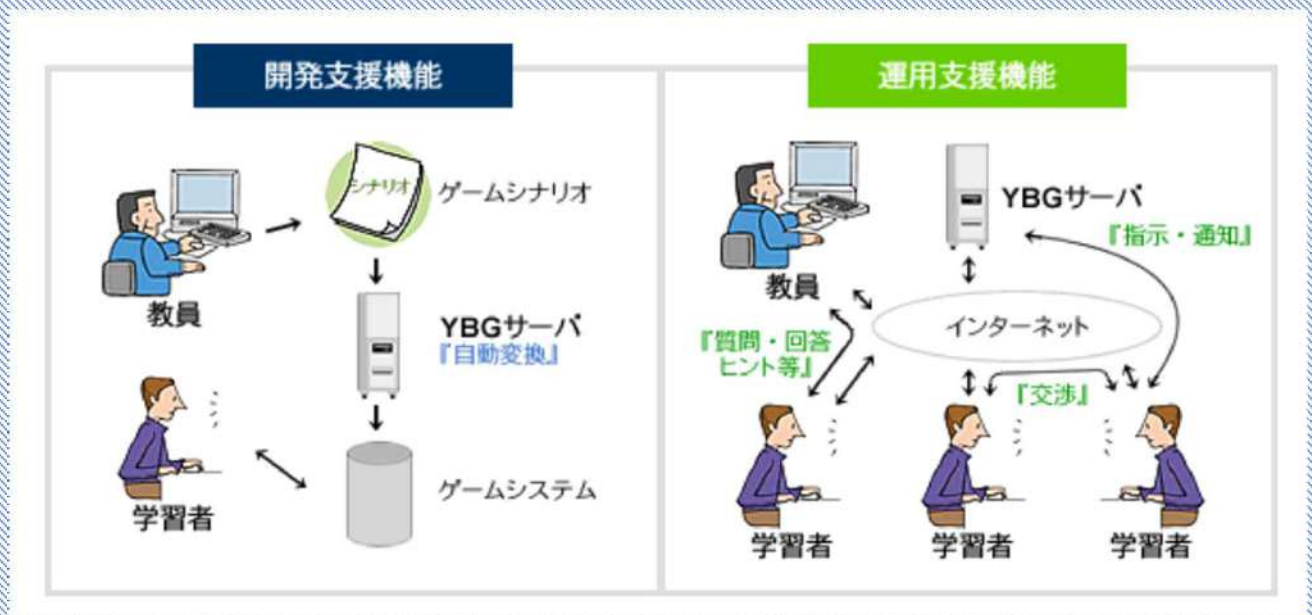 開発支援機能
シナリオ
ゲームシナリオ
教員
YBGサーバ
『自動変換』
学習者
ゲームシステム
運用支援機能
YBGサーバ
『指示・通知』
教員
インターネット
『質問・回答
ヒント等』
『交渉』
学習者
学習者
学習者